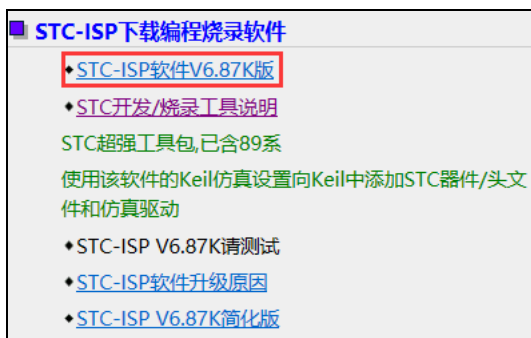 STC-ISP下载编程烧录软件
STC-ISP软件V6.87K版
STC开发/烧录工具说明
STC超强工具包,已含89系
使用该软件的Keil仿真设置向Keil中添加STC器件/头文
件和仿真驱动
STC-ISP V6.87K请测试
STC-ISP软件升级原因
STC-ISP V6.87K简化版